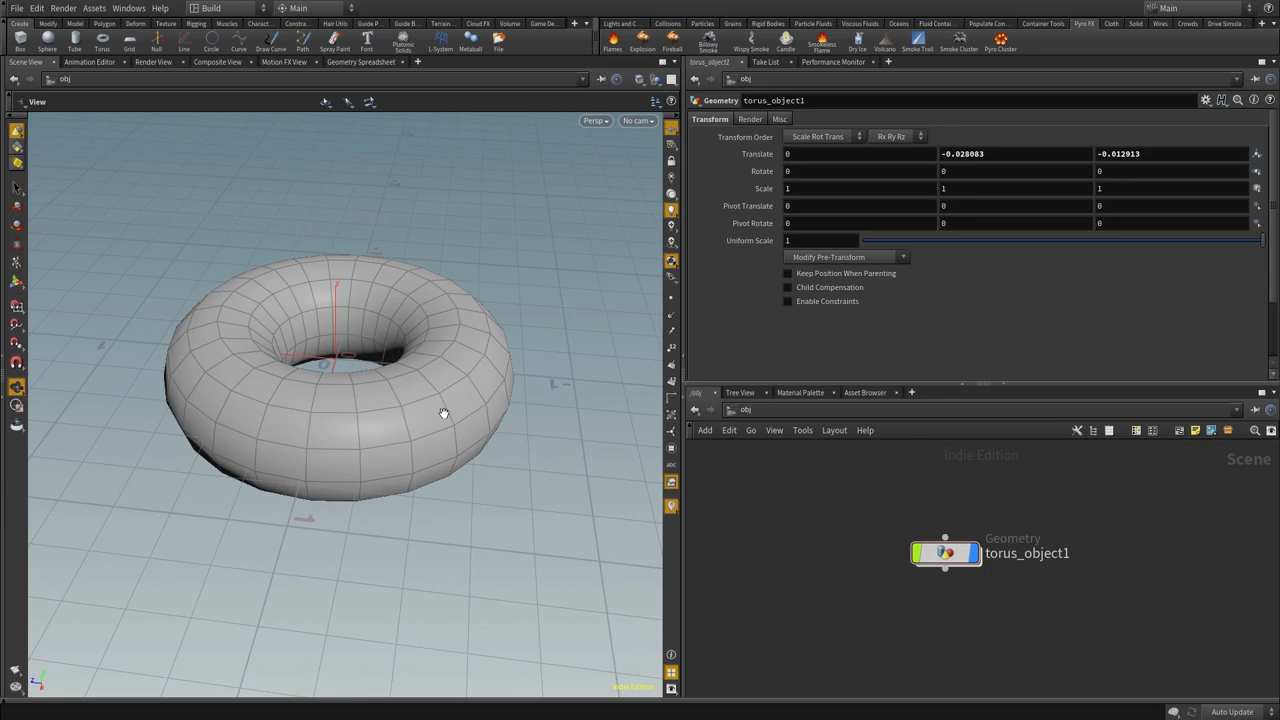 File Edit Render Assets Windows Help Build Main Main
Create Modify Model Polygon Deform Texture Rigging Muscles Charact... Constra... Hair Utils Guide P... Guide B... Terrain... Cloud FX Volume Game De...
Lights and C... Collisions Particles Grains Rigid Bodies Particle Fluids Viscous Fluids Oceans Fluid Contai... Populate Con... Container Tools Pyro FX Cloth Solid Wires Crowds Drive Simula...
Box Sphere Tube Torus Grid Null Line Circle Curve Draw Curve Path Spray Paint Font Platonic Solids L-System Metaball File
Flames Explosion Fireball Billowy Smoke Wispy Smoke Candle Smokeless Flame Dry Ice Volcano Smoke Trail Smoke Cluster Pyro Cluster
Scene View Animation Editor Render View Composite View Motion FX View Geometry Spreadsheet
obj
View
Persp No cam
Indie Edition
torus_object1 Take List Performance Monitor
obj
Geometry torus_object1
Transform Render Misc
Transform Order Scale Rot Trans Rx Ry Rz
Translate 0 -0.028083 -0.012913
Rotate 0 0 0
Scale 1 1 1
Pivot Translate 0 0 0
Pivot Rotate 0 0 0
Uniform Scale 1
Modify Pre-Transform
Keep Position When Parenting
Child Compensation
Enable Constraints
/obj Tree View Material Palette Asset Browser
obj
Add Edit Go View Tools Layout Help
Indie Edition Scene
Geometry
torus_object1
Auto Update